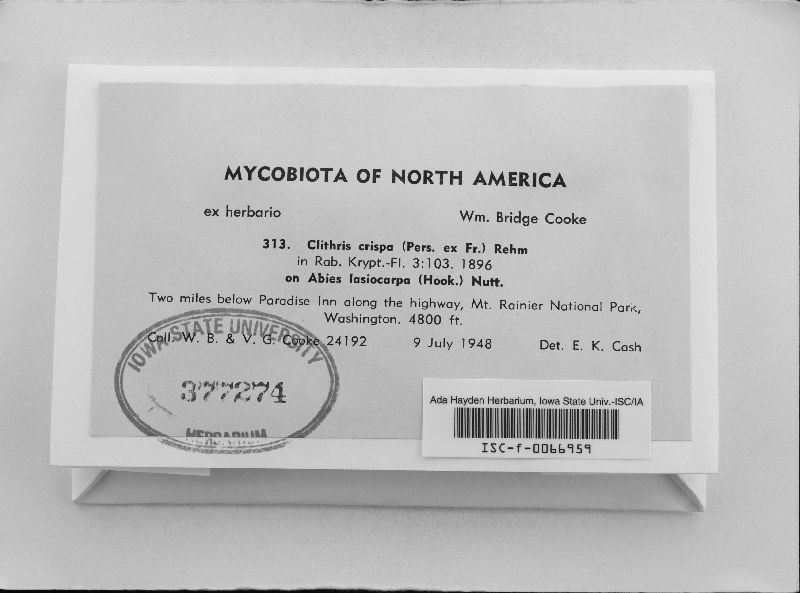 MYCOBIOTA OF NORTH AMERICA
ex herbario Wm. Bridge Cooke
313. Clithris crispa (Pers. ex Fr.) Rehm
in Rab. Krypt.-Fl. 3:103. 1896
on Abies lasiocarpa (Hook.) Nutt.
Two miles below Paradise Inn along the highway, Mt. Rainier National Park,
Washington. 4800 ft.
Coll. W. B. & V. G. Cooke 24192 9 July 1948 Det. E. K. Cash
IOWA STATE UNIVERSITY
377274
HERBARIUM
Ada Hayden Herbarium, Iowa State Univ.-ISC/IA
ISC-f-0066959